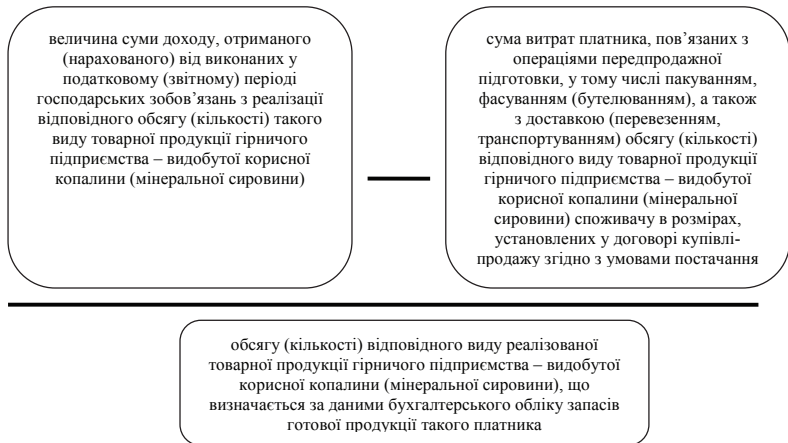 величина суми доходу, отриманого
(нарахованого) від виконаних у
податковому (звітному) періоді
господарських зобов’язань з реалізації
відповідного обсягу (кількості) такого
виду товарної продукції гірничого
підприємства – видобутої корисної
копалини (мінеральної сировини)
сума витрат платника, пов’язаних з
операціями передпродажної
підготовки, у тому числі пакуванням,
фасуванням (бутелюванням), а також
з доставкою (перевезенням,
транспортуванням) обсягу (кількості)
відповідного виду товарної продукції
гірничого підприємства – видобутої
корисної копалини (мінеральної
сировини) споживачу в розмірах,
установлених у договорі купівлі-
продажу згідно з умовами постачання
обсягу (кількості) відповідного виду реалізованої
товарної продукції гірничого підприємства – видобутої
корисної копалини (мінеральної сировини), що
визначається за даними бухгалтерського обліку запасів
готової продукції такого платника